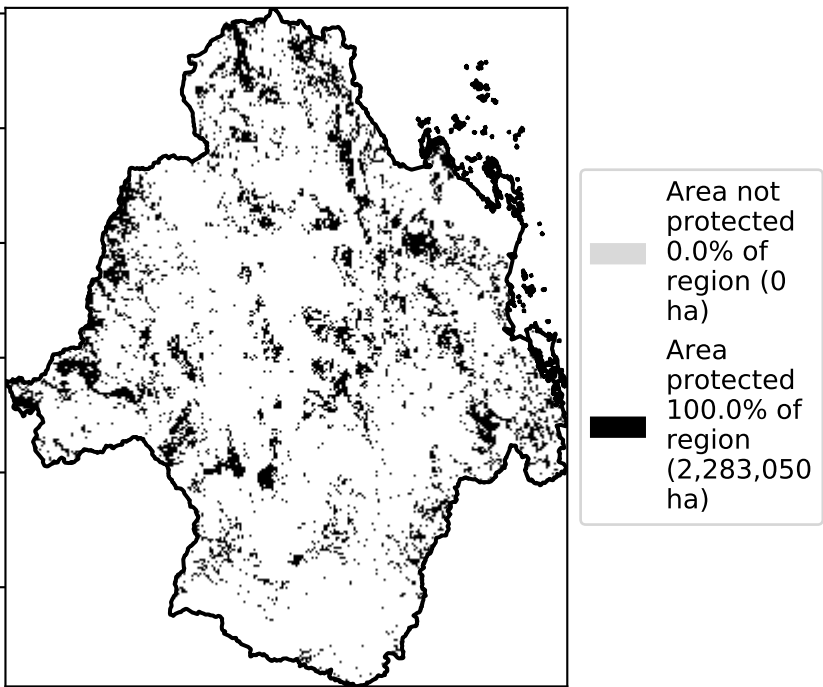 Area not
protected
0.0% of
region (0
ha)
Area
protected
100.0% of
region
(2,283,050
ha)